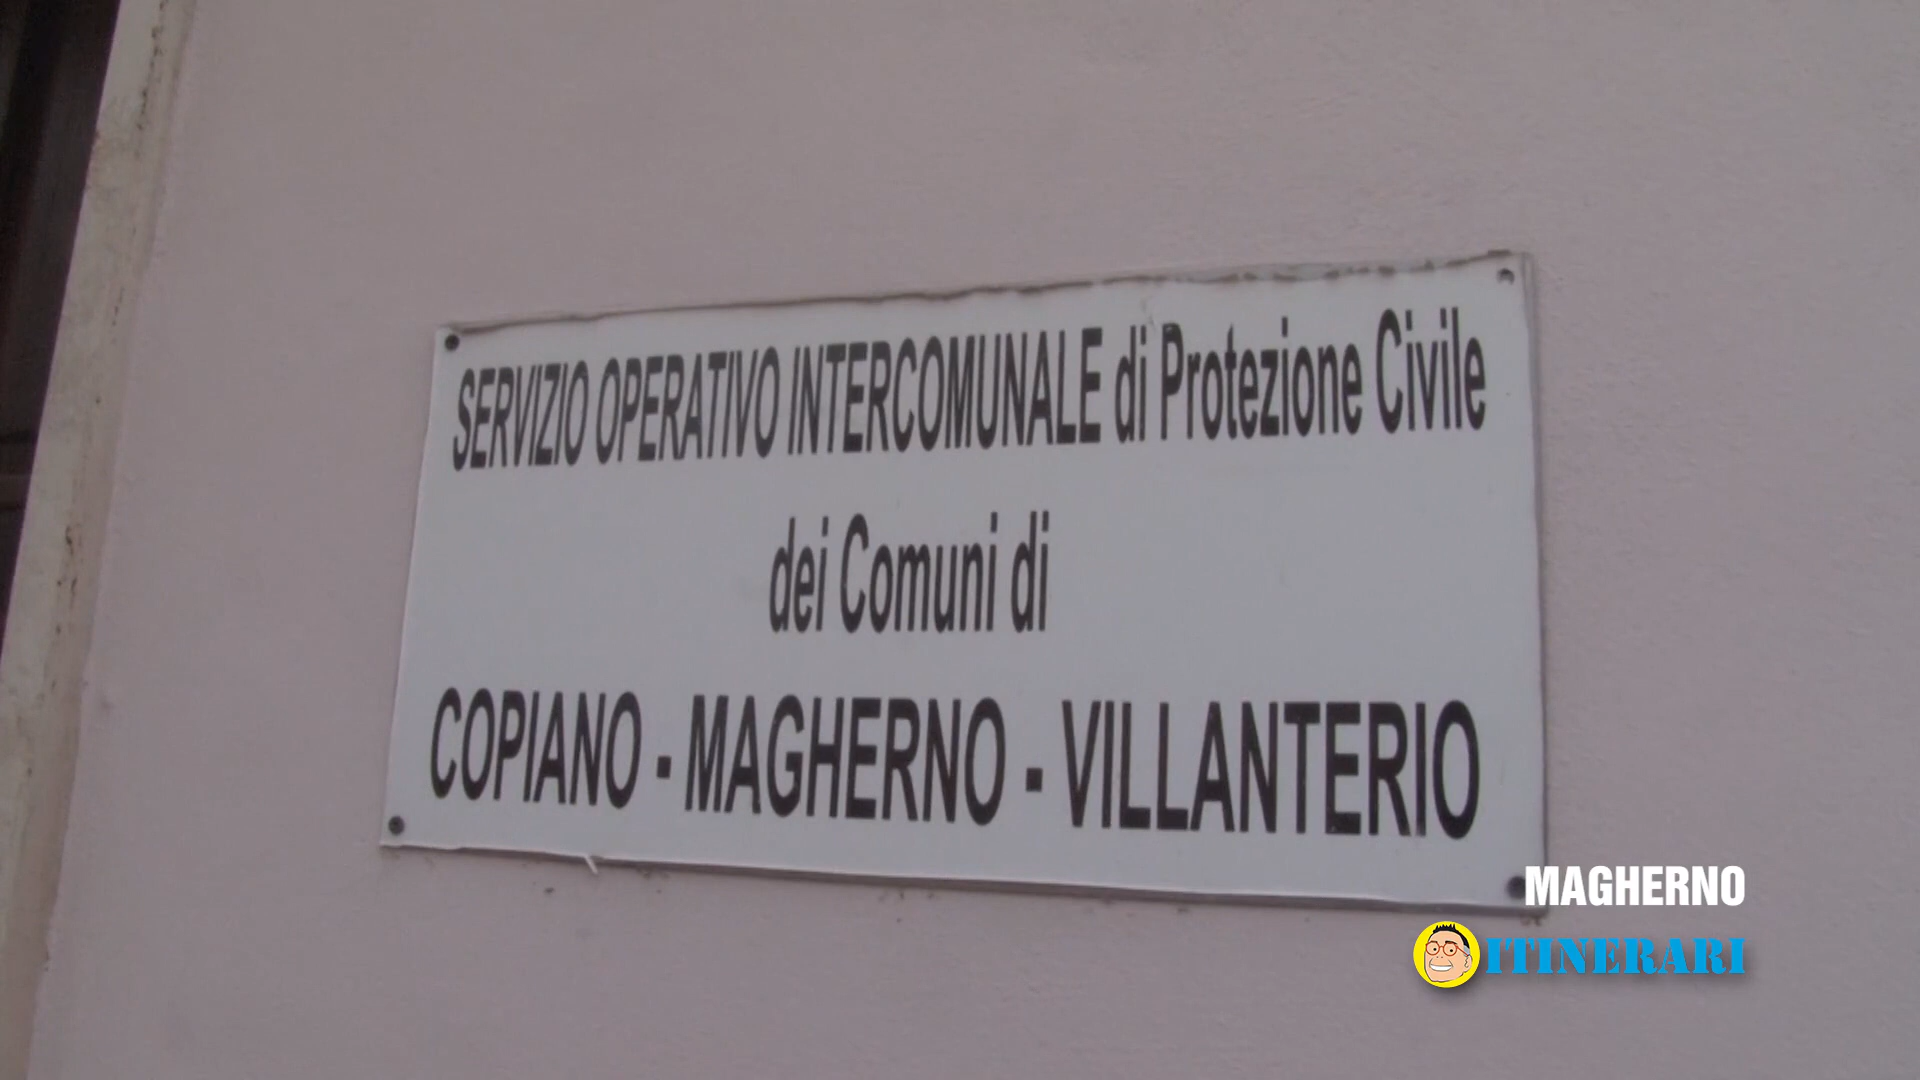 SERVIZIO OPERATIVO INTERCOMUNALE di Protezione Civile
dei Comuni di
COPIANO - MAGHERNO - VILLANTERIO
MAGHERNO
ITINERARI